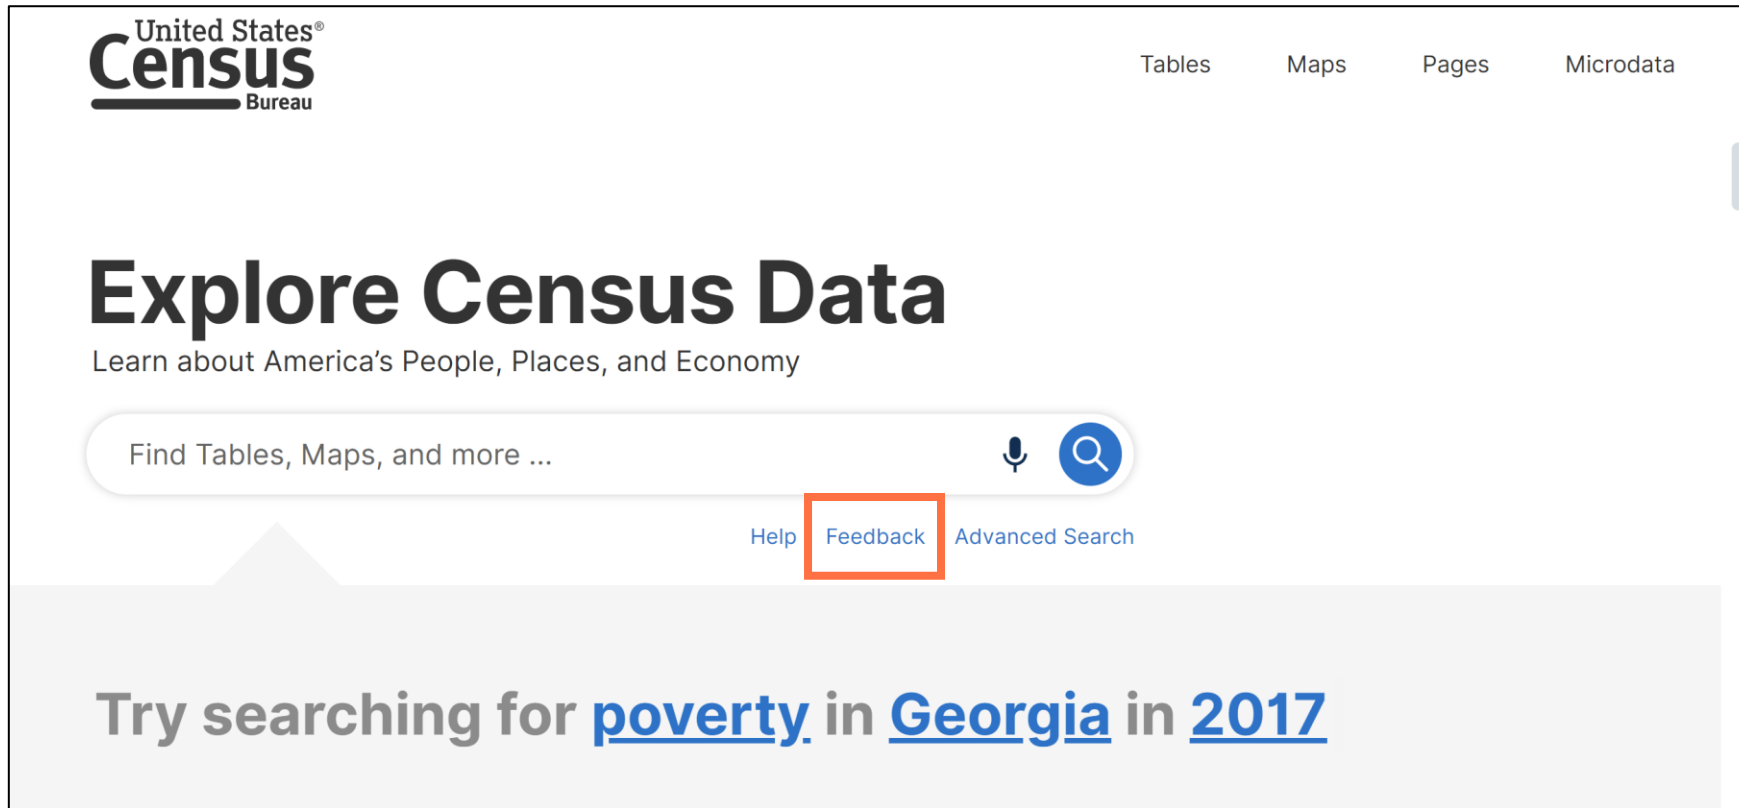 United States®
Census
Bureau
Tables Maps Pages Microdata
Explore Census Data
Learn about America’s People, Places, and Economy
Find Tables, Maps, and more ...
Help Feedback Advanced Search
Try searching for poverty in Georgia in 2017